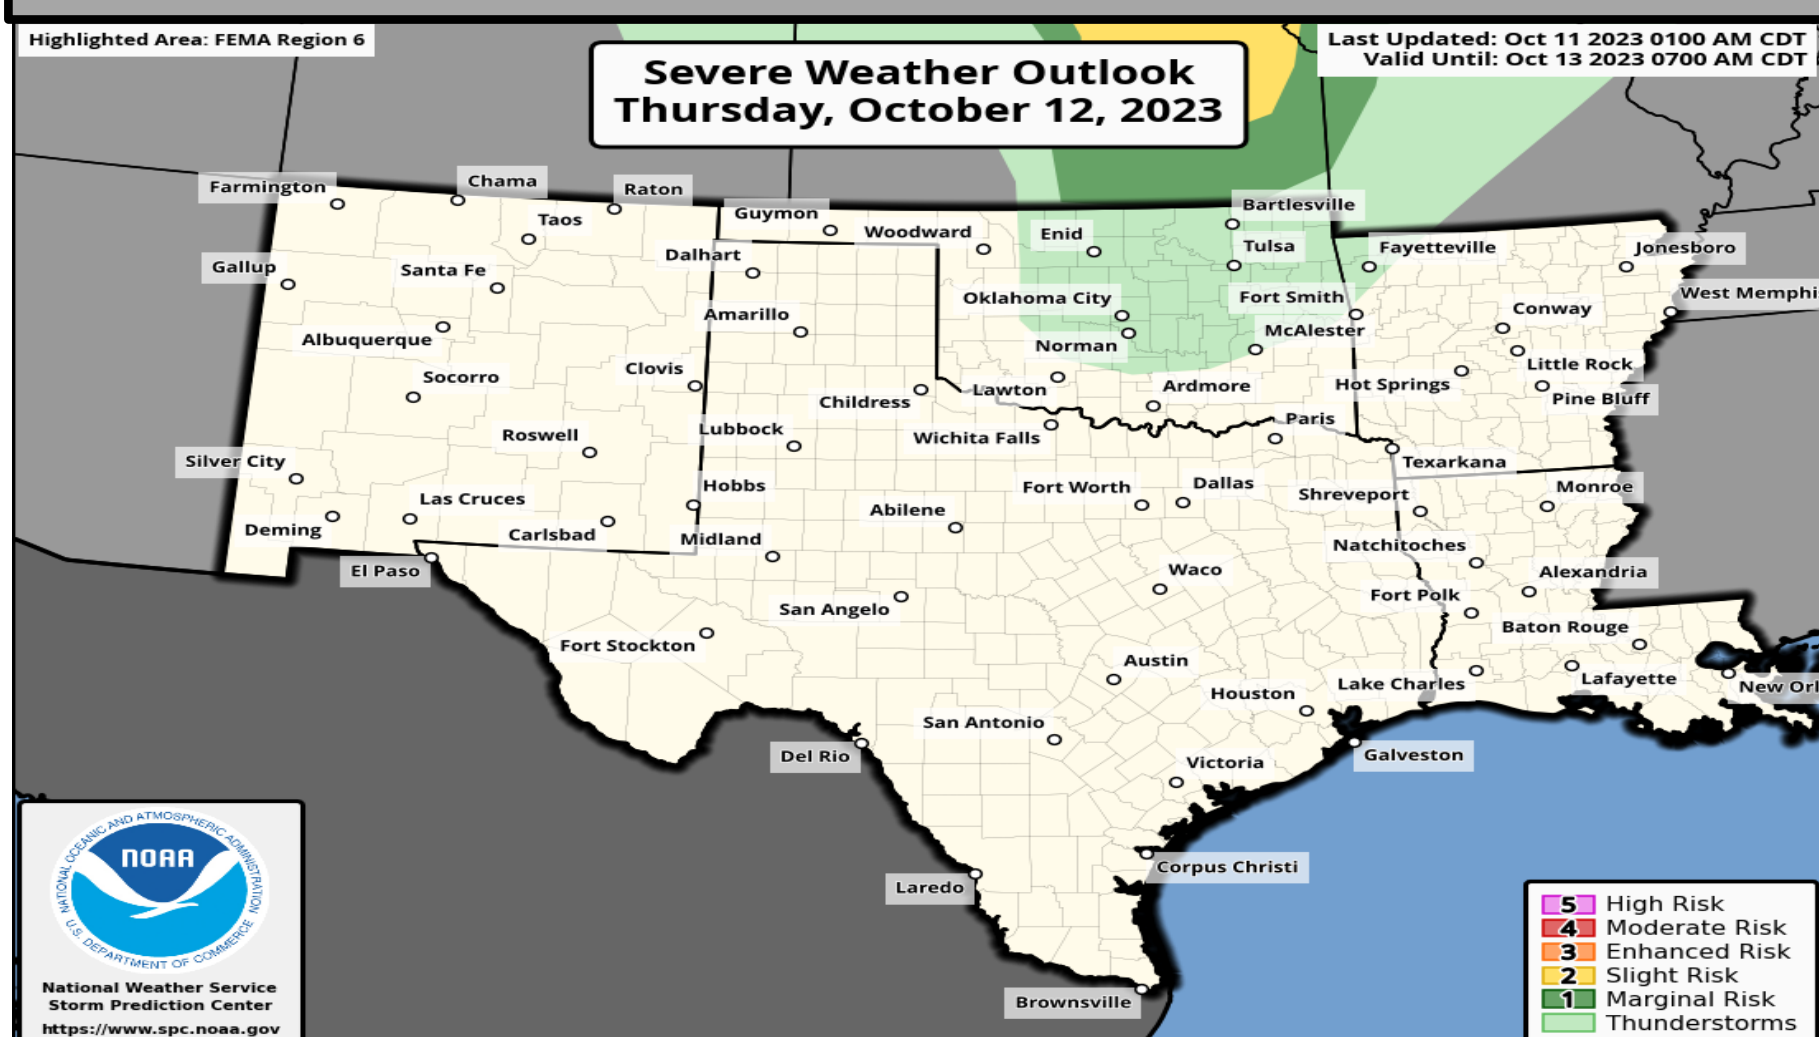 Highlighted Area: FEMA Region 6
Severe Weather Outlook
Thursday, October 12, 2023
Last Updated: Oct 11 2023 0100 AM CDT
Valid Until: Oct 13 2023 0700 AM CDT
Farmington
Chama
Raton
Taos
Guymon
Woodward
Enid
Bartlesville
Tulsa
Fayetteville
Jonesboro
Gallup
Santa Fe
Dalhart
Oklahoma City
Fort Smith
Conway
West Memphi
Albuquerque
Amarillo
Norman
McAlester
Little Rock
Socorro
Clovis
Childress
Lawton
Ardmore
Hot Springs
Pine Bluff
Roswell
Lubbock
Wichita Falls
Paris
Texarkana
Silver City
Las Cruces
Hobbs
Abilene
Fort Worth
Dallas
Shreveport
Monroe
Deming
Carlsbad
Midland
Natchitoches
El Paso
Waco
Alexandria
San Angelo
Fort Polk
Fort Stockton
Baton Rouge
Austin
Houston
Lake Charles
Lafayette
New Orl
San Antonio
Del Rio
Victoria
Galveston
Laredo
Corpus Christi
Brownsville
NATIONAL OCEANIC AND ATMOSPHERIC ADMINISTRATION
NOAA
U.S. DEPARTMENT OF COMMERCE
National Weather Service
Storm Prediction Center
https://www.spc.noaa.gov
5 High Risk
4 Moderate Risk
3 Enhanced Risk
2 Slight Risk
1 Marginal Risk
Thunderstorms